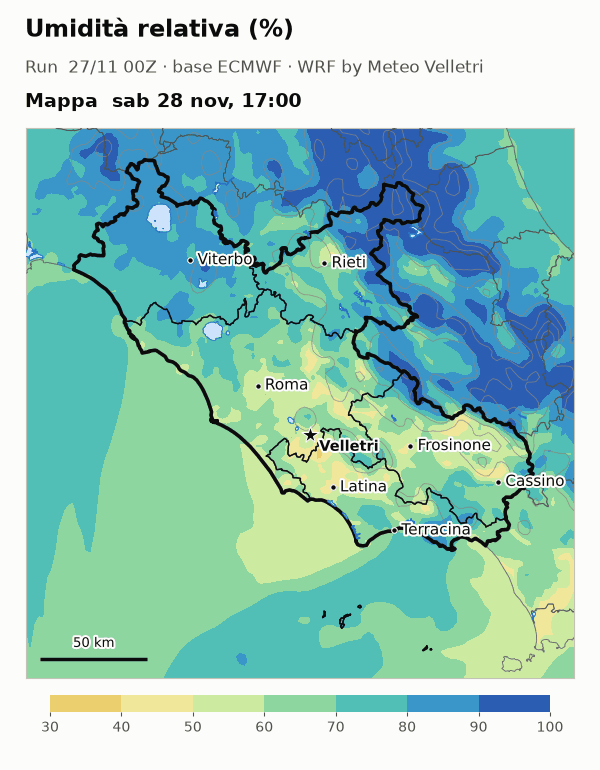 Umidità relativa (%)
Run  27/11 00Z · base ECMWF · WRF by Meteo Velletri
Mappa  sab 28 nov, 17:00
Viterbo
Rieti
Roma
Velletri
Frosinone
Latina
Cassino
Terracina
50 km
30 40 50 60 70 80 90 100